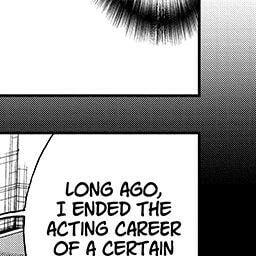 LONG AGO,
I ENDED THE
ACTING CAREER
OF A CERTAIN